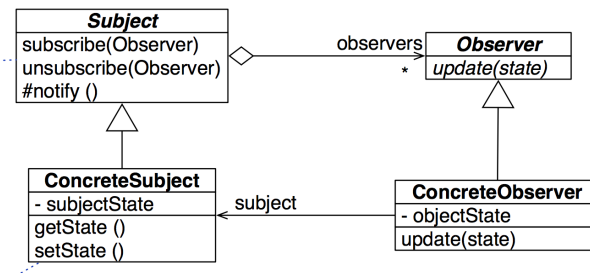 Subject
subscribe(Observer)
unsubscribe(Observer)
#notify ()
observers
*
Observer
update(state)
ConcreteSubject
- subjectState
getState ()
setState ()
subject
ConcreteObserver
- objectState
update(state)